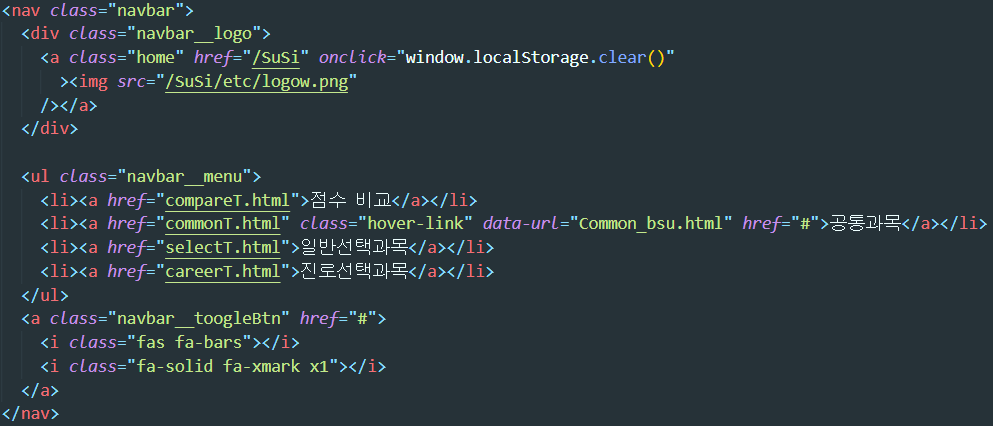 <nav class="navbar">
<div class="navbar__logo">
<a class="home" href="/SuSi" onclick="window.localStorage.clear()"
><img src="/SuSi/etc/logow.png"
/></a>
</div>
<ul class="navbar__menu">
<li><a href="compareT.html">점수 비교</a></li>
<li><a href="commonT.html" class="hover-link" data-url="Common_bsu.html" href="#">공통과목</a></li>
<li><a href="selectT.html">일반선택과목</a></li>
<li><a href="careerT.html">진로선택과목</a></li>
</ul>
<a class="navbar__toogleBtn" href="#">
<i class="fas fa-bars"></i>
<i class="fa-solid fa-xmark x1"></i>
</a>
</nav>